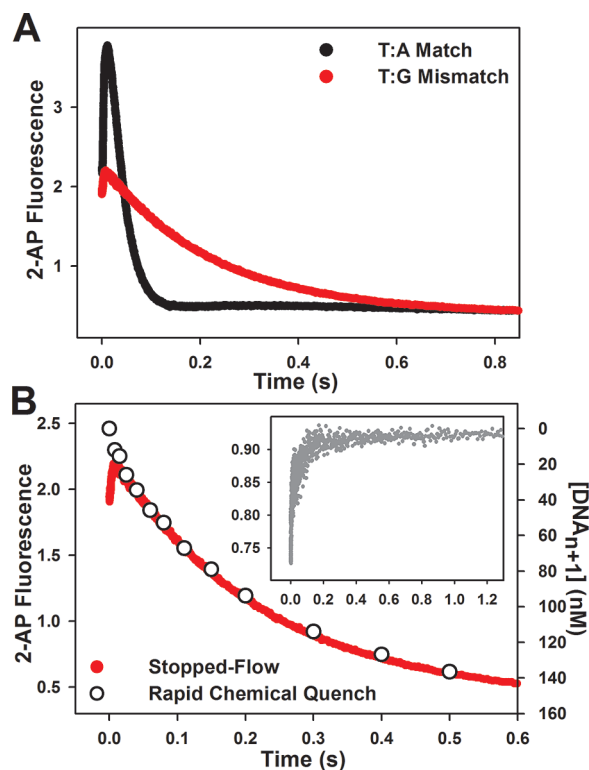 A
2-AP Fluorescence
3
2
1
T:A Match
T:G Mismatch
0.0 0.2 0.4 0.6 0.8
Time (s)
B
2-AP Fluorescence
2.5
2.0
1.5
1.0
0.5
0.90
0.85
0.80
0.75
0.0 0.2 0.4 0.6 0.8 1.0 1.2
0
20
40
60
80
100
120
140
160
[DNAn+1] (nM)
Stopped-Flow
Rapid Chemical Quench
0.0 0.1 0.2 0.3 0.4 0.5 0.6
Time (s)